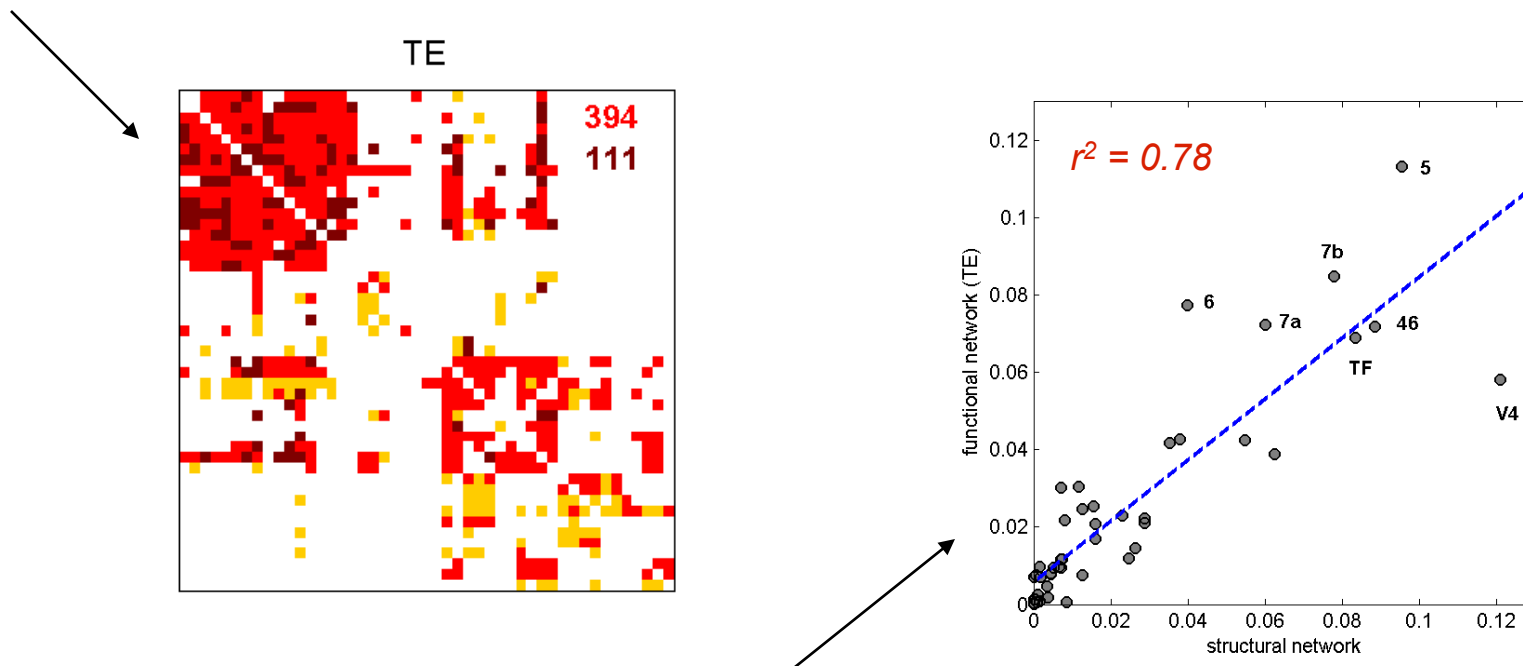 TE
394
111
r² = 0.78
functional network (TE)
0.12
0.1
0.08
0.06
0.04
0.02
0
5
7b
6
7a
46
TF
V4
0
0.02
0.04
0.06
0.08
0.1
0.12
structural network